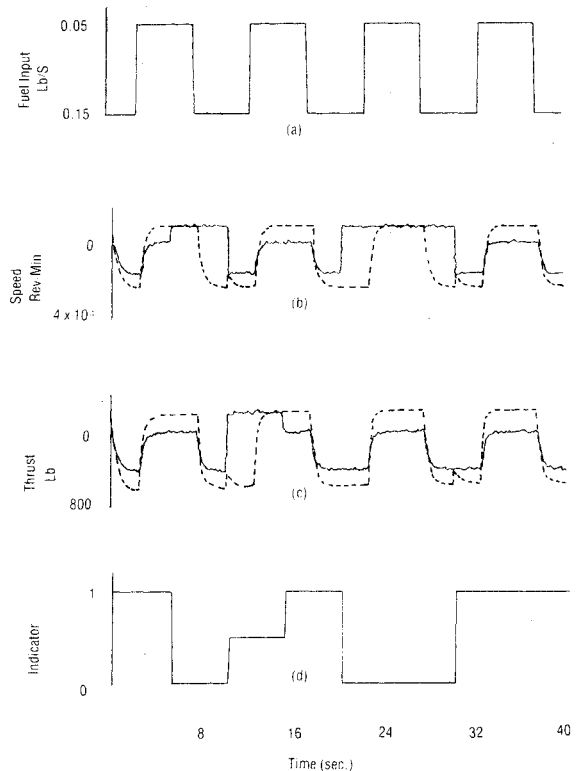 0.05
Fuel Input
Lb/S
0.15
(a)
0
Speed
Rev. Min
(b)
0
Thrust
Lb
(c)
800
1
Indicator
0
(d)
8 16 24 32 40
Time (sec.)